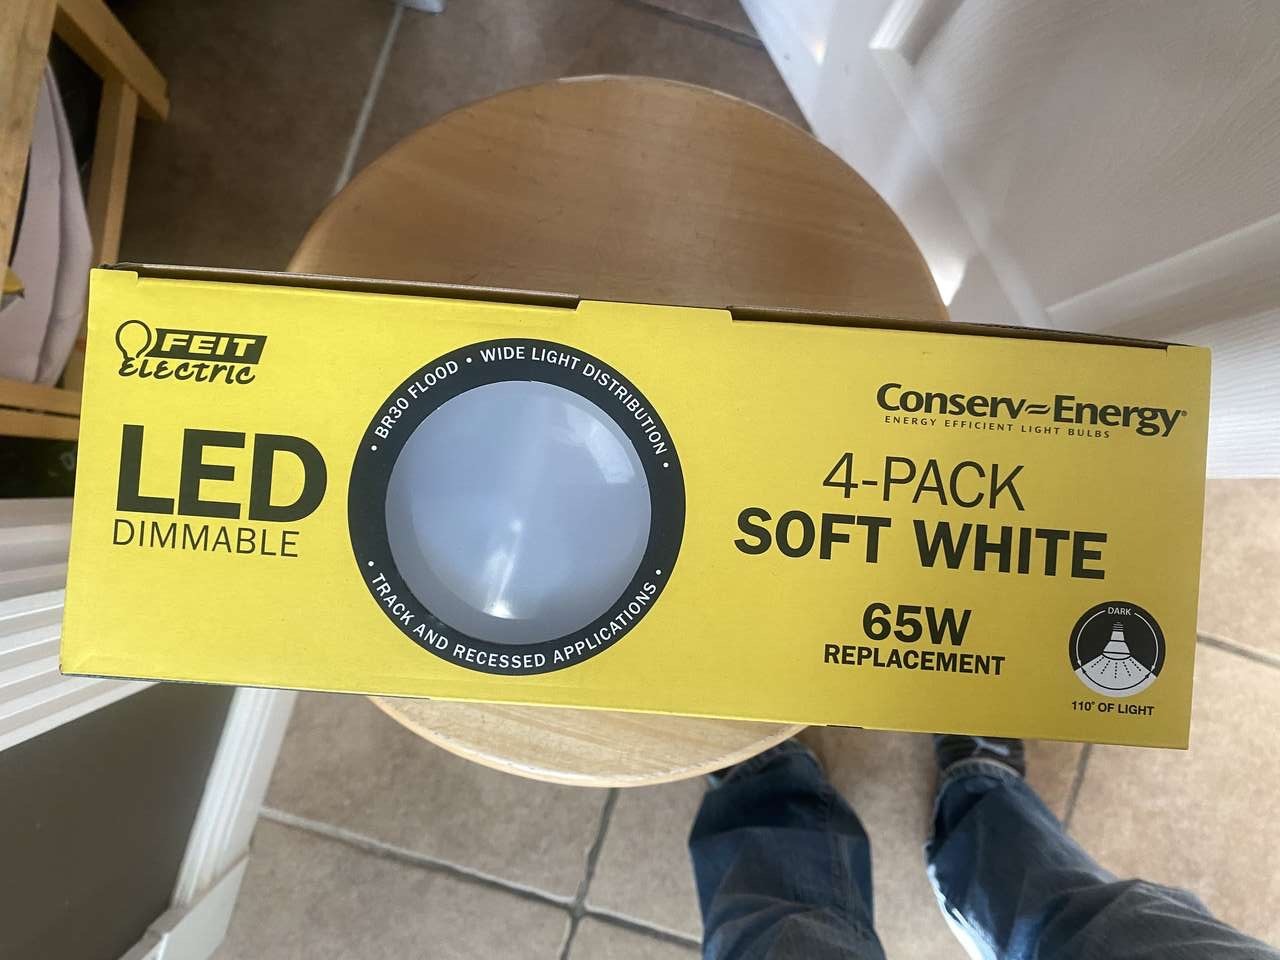 FEIT
ELECTRIC
LED
DIMMABLE
• BR30 FLOOD • WIDE LIGHT DISTRIBUTION •
• TRACK AND RECESSED APPLICATIONS •
Conserv≈Energy®
ENERGY EFFICIENT LIGHT BULBS
4-PACK
SOFT WHITE
65W
REPLACEMENT
DARK
110° OF LIGHT